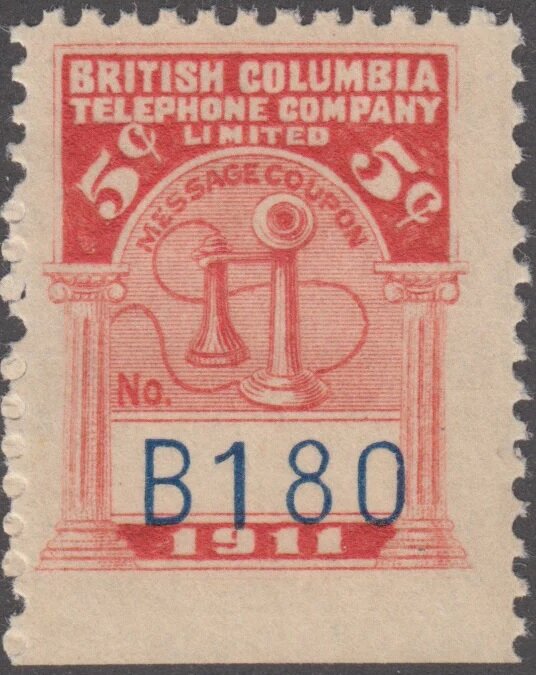 BRITISH COLUMBIA
TELEPHONE COMPANY
LIMITED
5¢ 5¢
MESSAGE COUPON
No.
B180
1911